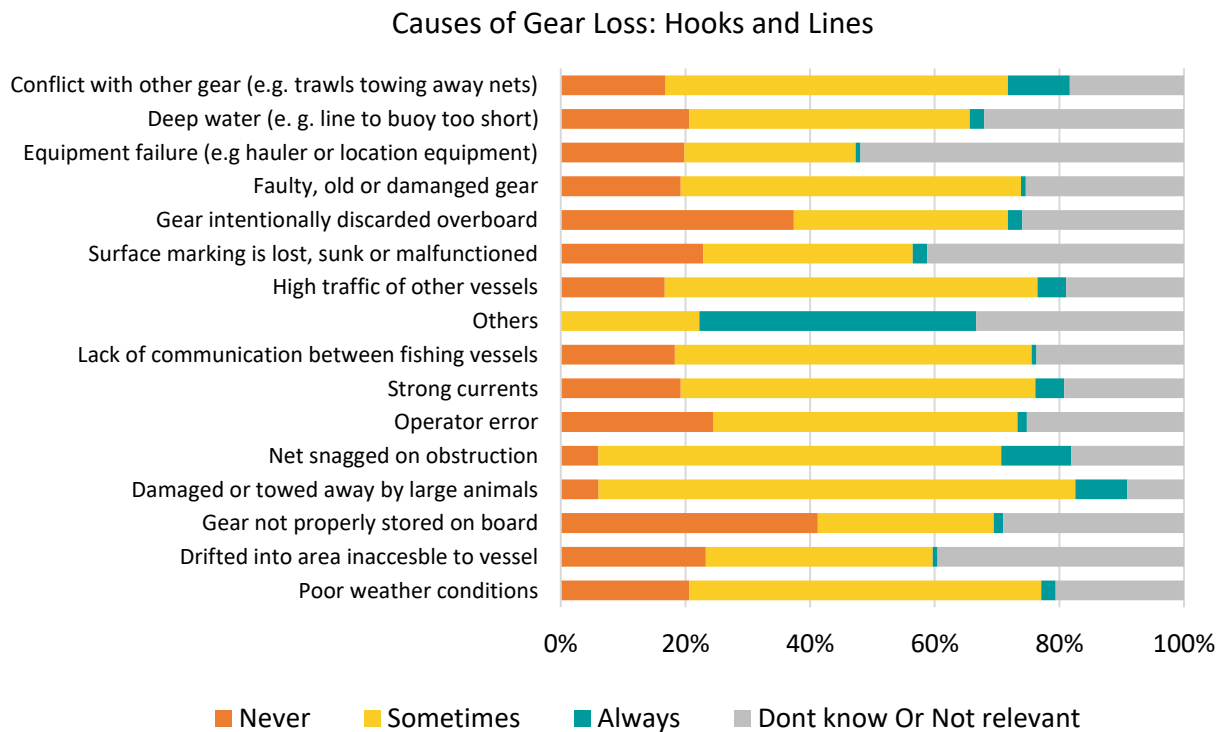 Causes of Gear Loss: Hooks and Lines
Conflict with other gear (e.g. trawls towing away nets)
Deep water (e. g. line to buoy too short)
Equipment failure (e.g hauler or location equipment)
Faulty, old or damanged gear
Gear intentionally discarded overboard
Surface marking is lost, sunk or malfunctioned
High traffic of other vessels
Others
Lack of communication between fishing vessels
Strong currents
Operator error
Net snagged on obstruction
Damaged or towed away by large animals
Gear not properly stored on board
Drifted into area inaccesble to vessel
Poor weather conditions
0% 20% 40% 60% 80% 100%
Never Sometimes Always Dont know Or Not relevant